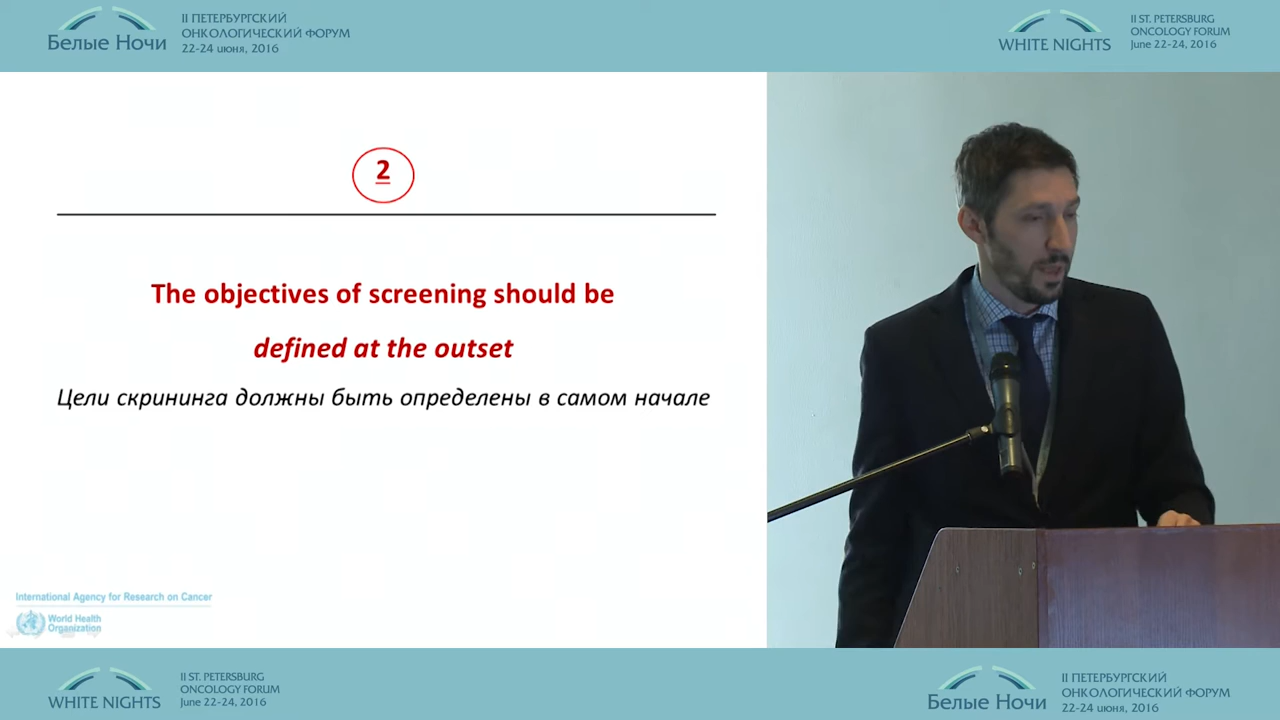 Белые Ночи
II ПЕТЕРБУРГСКИЙ
ОНКОЛОГИЧЕСКИЙ ФОРУМ
22-24 июня, 2016
WHITE NIGHTS
II ST. PETERSBURG
ONCOLOGY FORUM
June 22-24, 2016
2
The objectives of screening should be
defined at the outset
Цели скрининга должны быть определены в самом начале
International Agency for Research on Cancer
World Health
Organization
WHITE NIGHTS
II ST. PETERSBURG
ONCOLOGY FORUM
June 22-24, 2016
Белые Ночи
II ПЕТЕРБУРГСКИЙ
ОНКОЛОГИЧЕСКИЙ ФОРУМ
22-24 июня, 2016